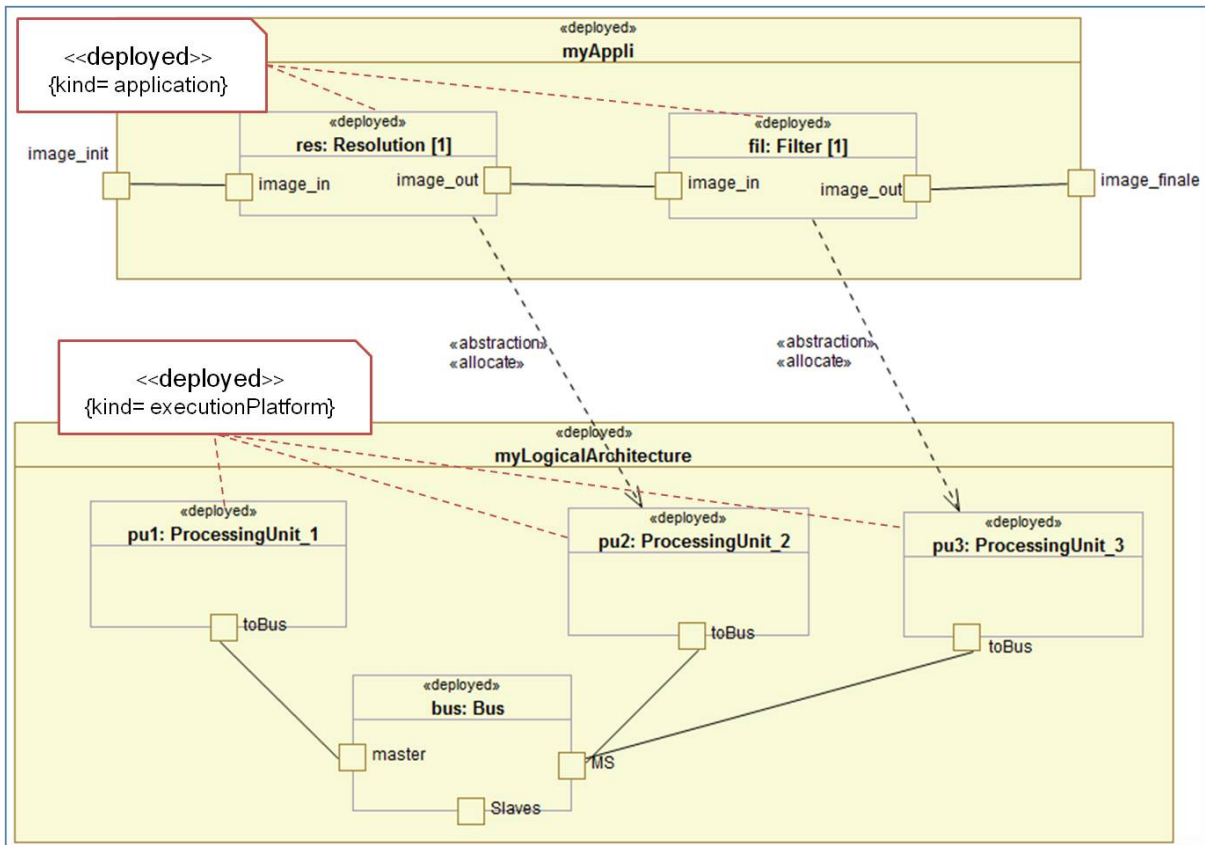 «deployed»
myAppli
<<deployed>>
{kind= application}
«deployed»
res: Resolution [1]
«deployed»
fil: Filter [1]
image_init
image_in
image_out
image_in
image_out
image_finale
«abstraction»
«allocate»
«abstraction»
«allocate»
<<deployed>>
{kind= executionPlatform}
«deployed»
myLogicalArchitecture
«deployed»
pu1: ProcessingUnit_1
«deployed»
pu2: ProcessingUnit_2
«deployed»
pu3: ProcessingUnit_3
toBus
toBus
toBus
«deployed»
bus: Bus
master
MS
Slaves